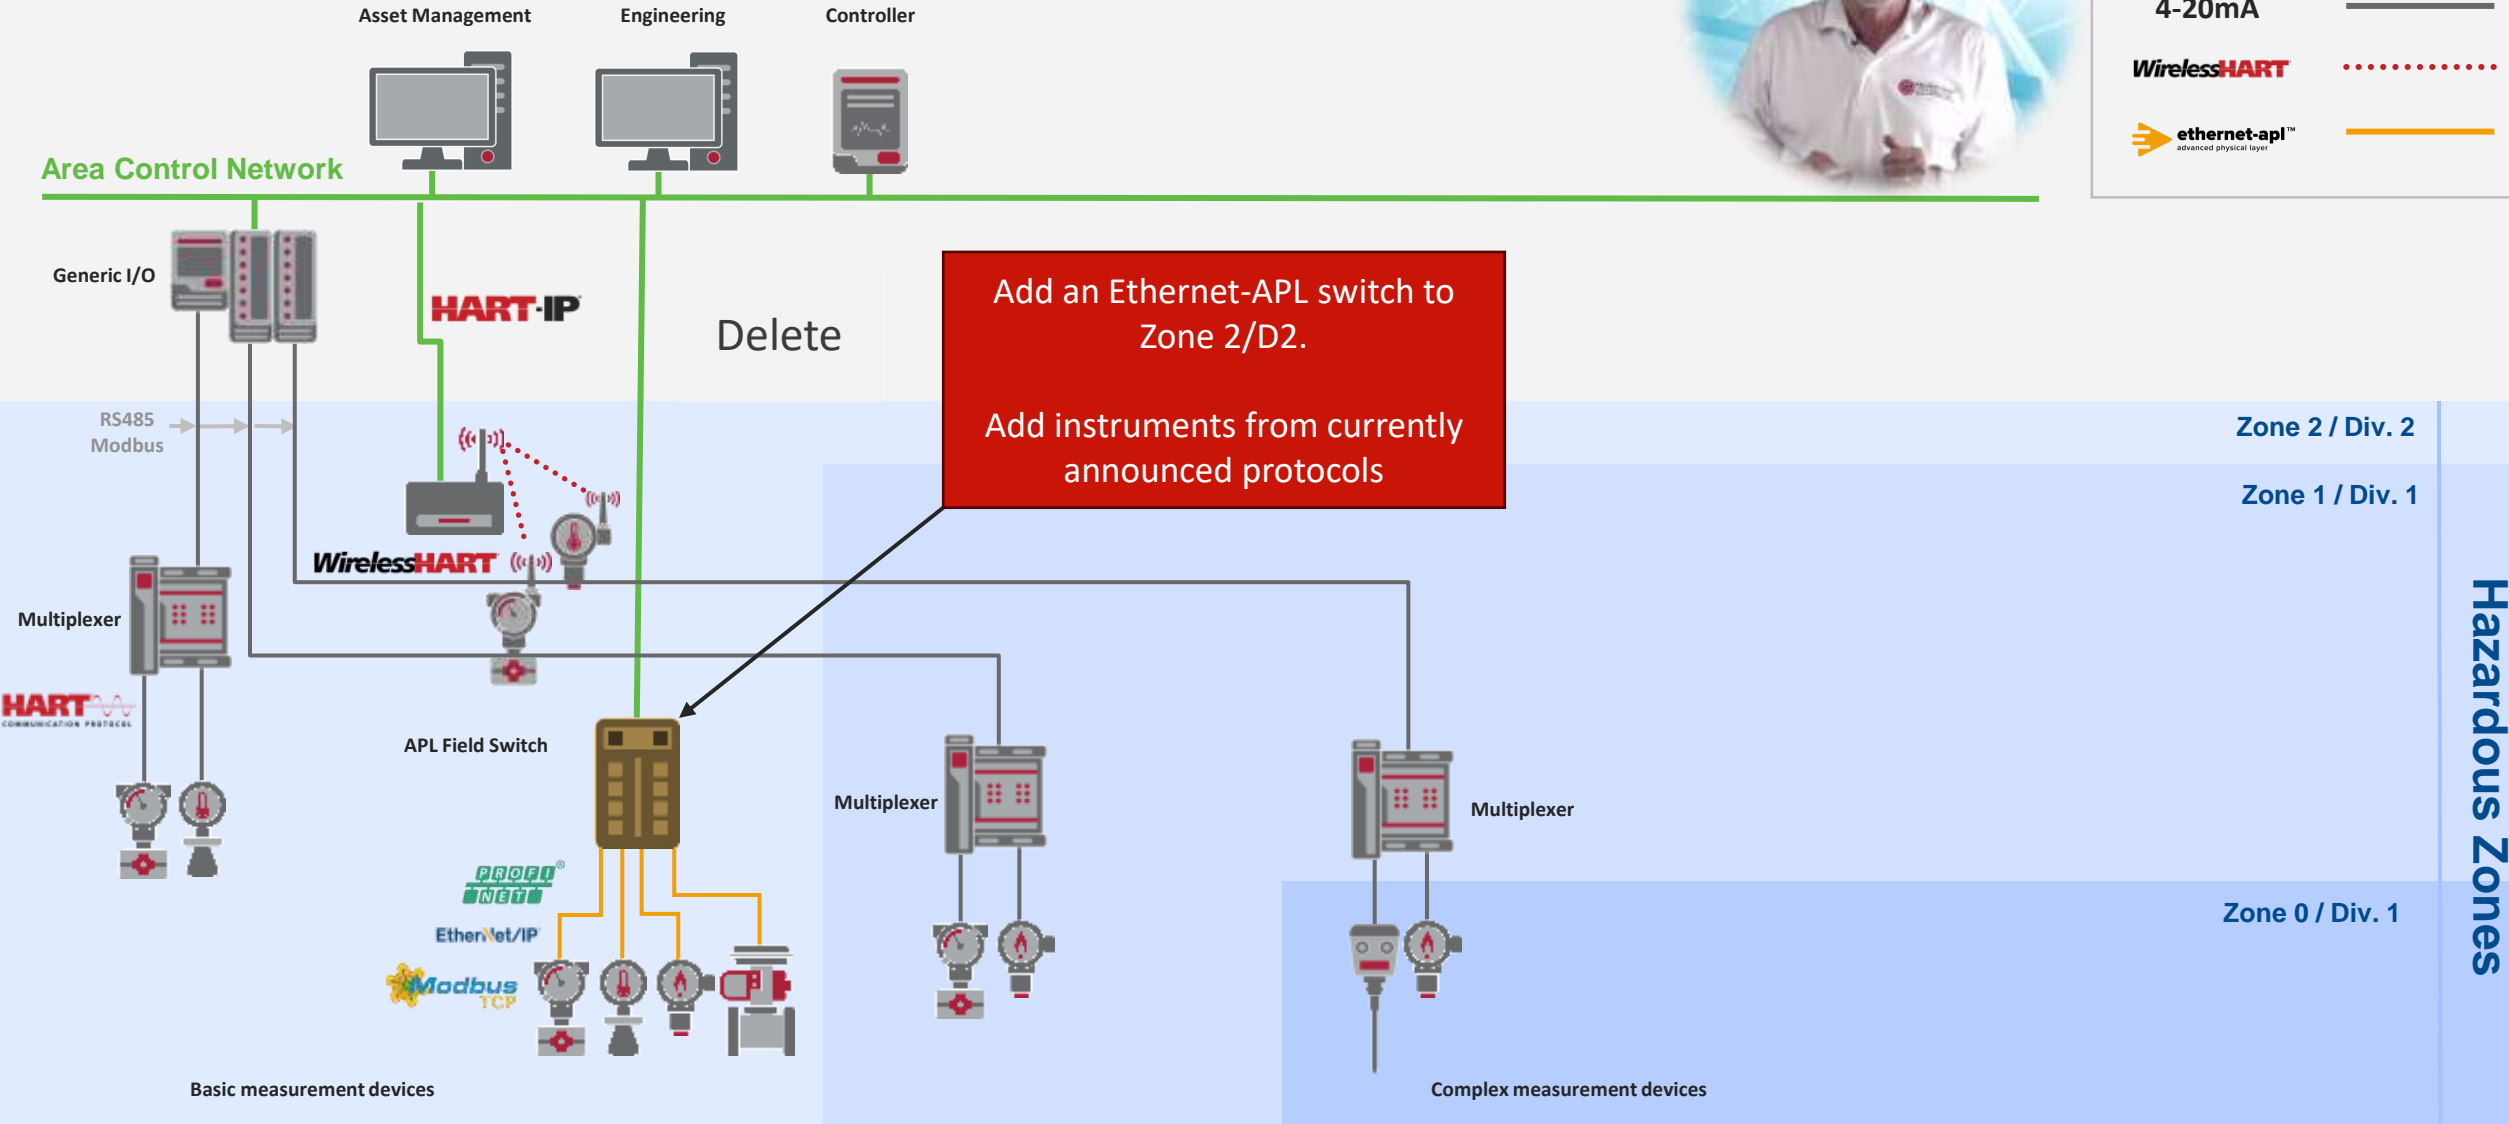 Asset Management
Engineering
Controller
4-20mA
WirelessHART
ethernet-apl™
advanced physical layer
Area Control Network
Generic I/O
HART-IP
Delete
Add an Ethernet-APL switch to
Zone 2/D2.
Add instruments from currently
announced protocols
RS485
Modbus
Zone 2 / Div. 2
Zone 1 / Div. 1
WirelessHART
Multiplexer
HART
COMMUNICATION PROTOCOL
APL Field Switch
Multiplexer
Multiplexer
PROFI®
NET
EtherNet/IP
Modbus
TCP
Zone 0 / Div. 1
Hazardous Zones
Basic measurement devices
Complex measurement devices